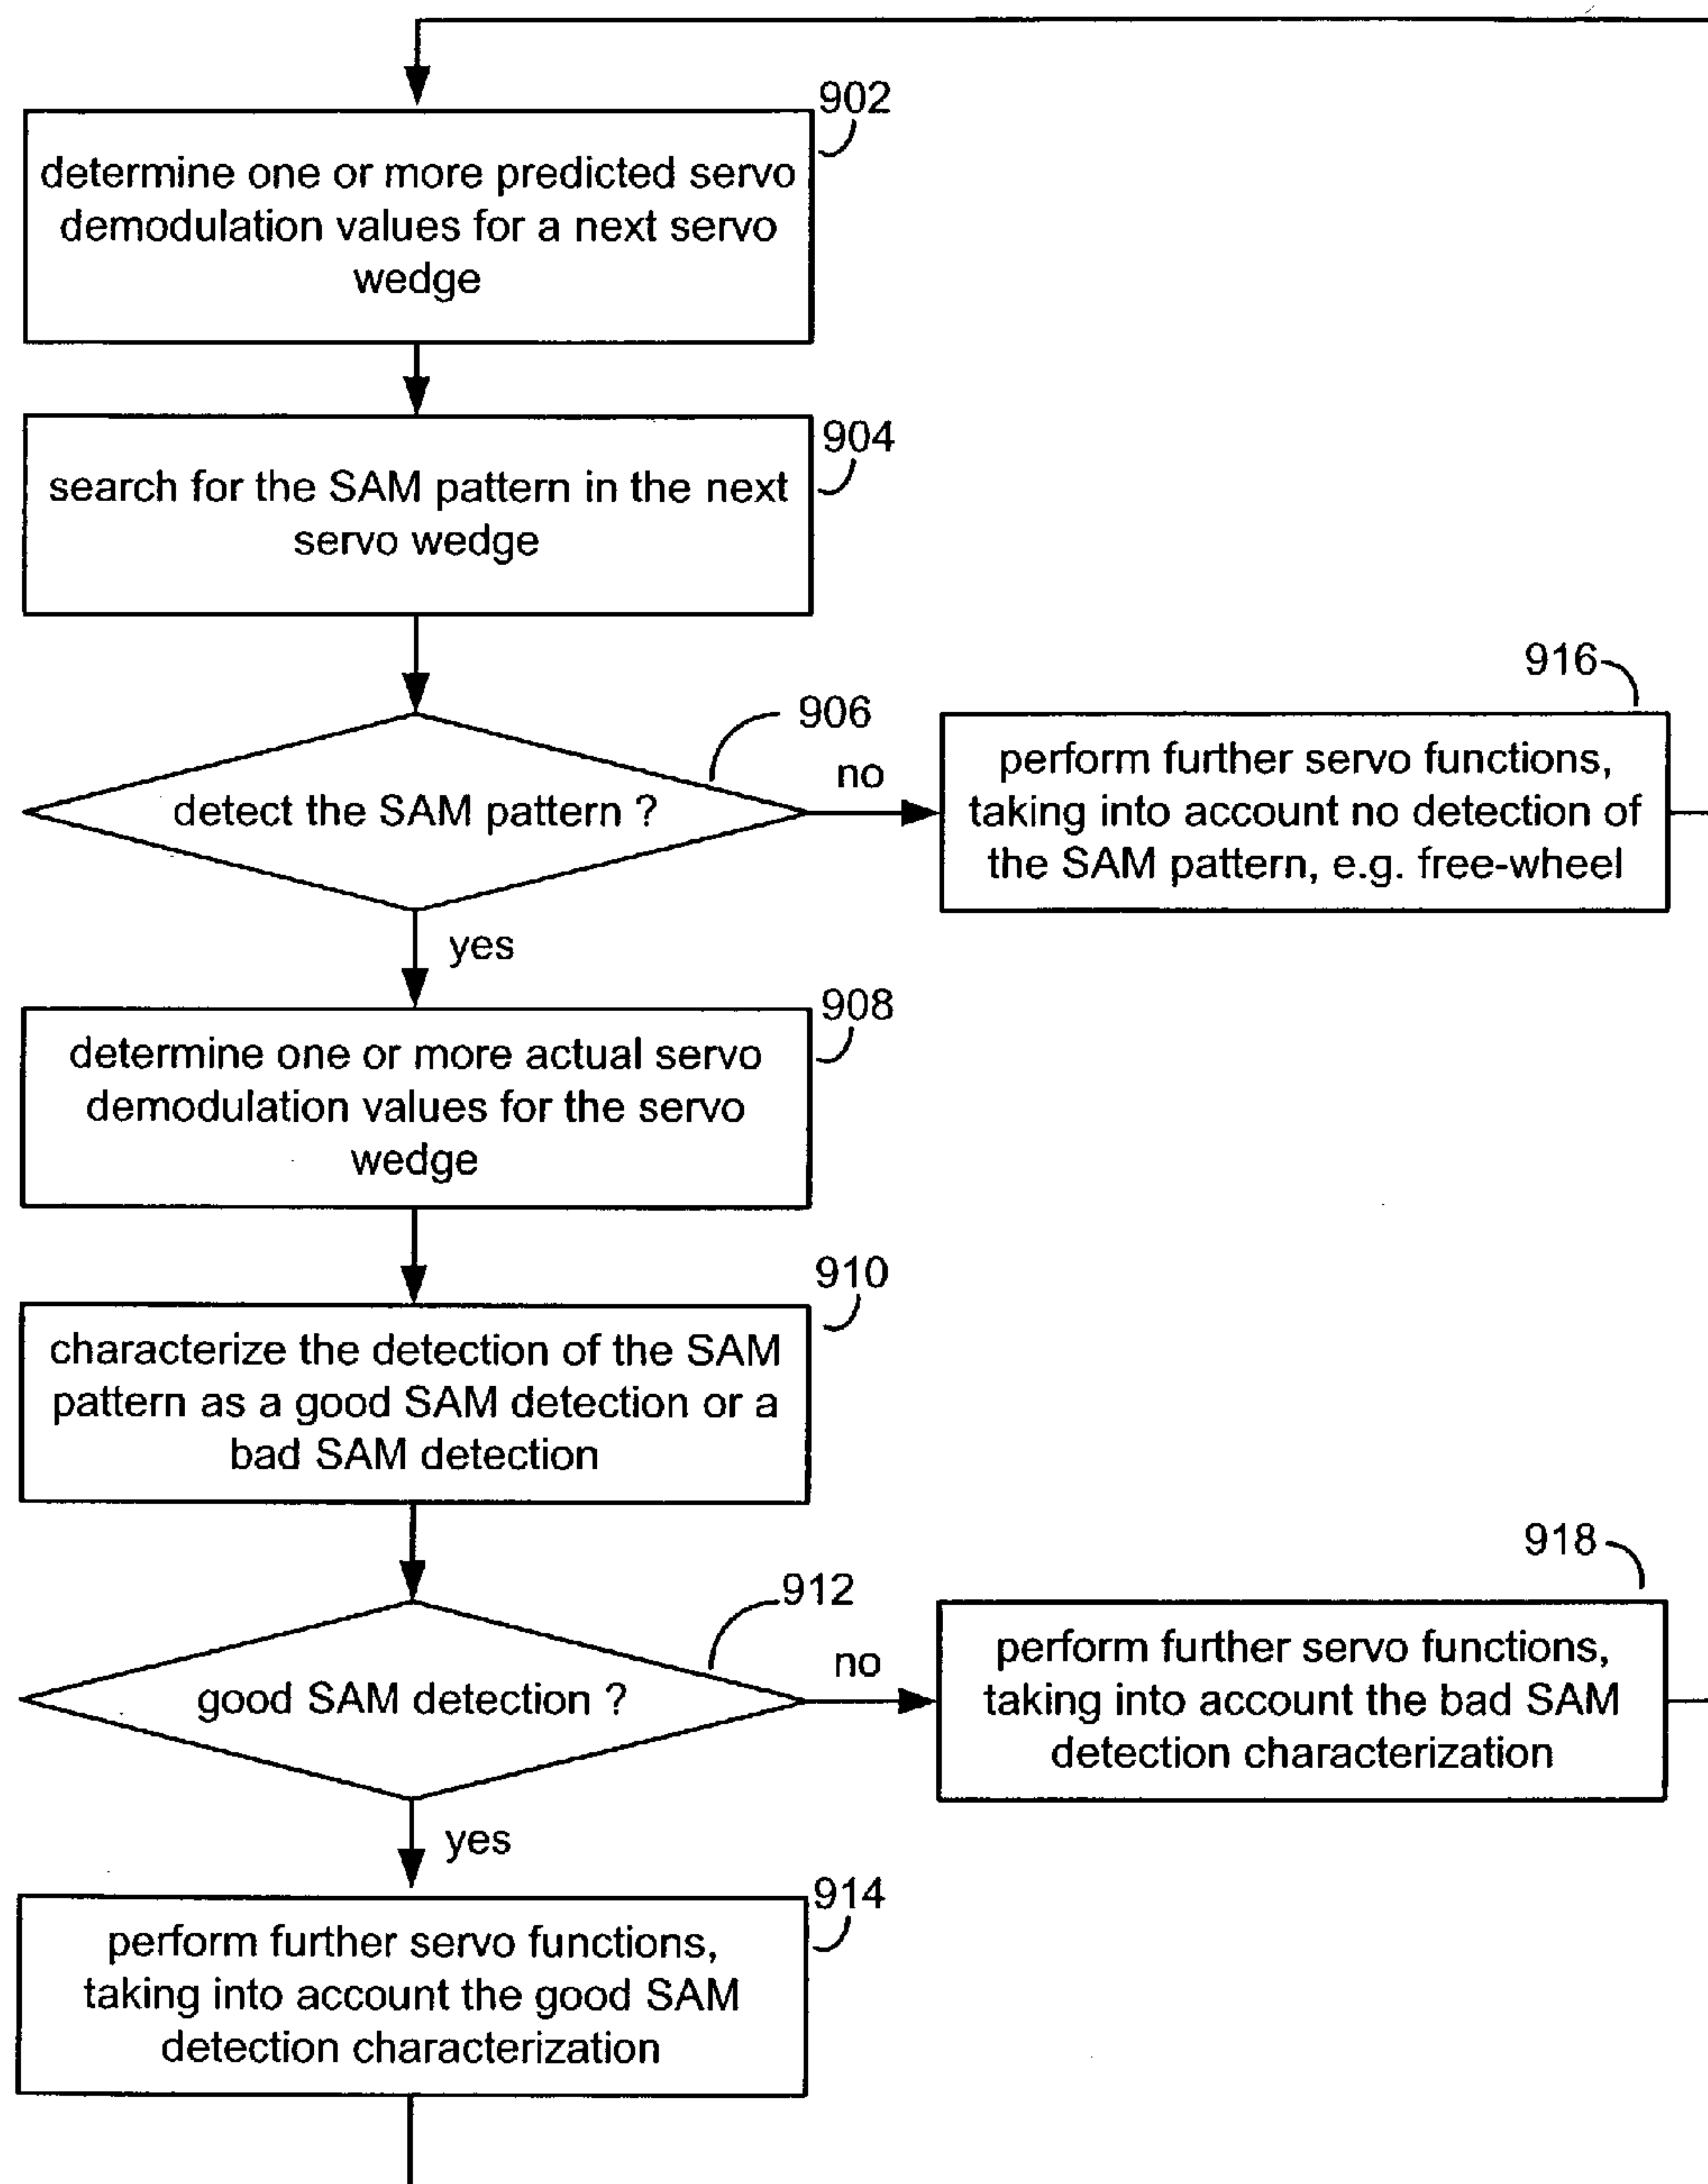 902
determine one or more predicted servo
demodulation values for a next servo
wedge
904
search for the SAM pattern in the next
servo wedge
906
detect the SAM pattern ?
no
916
perform further servo functions,
taking into account no detection of
the SAM pattern, e.g. free-wheel
yes
908
determine one or more actual servo
demodulation values for the servo
wedge
910
characterize the detection of the SAM
pattern as a good SAM detection or a
bad SAM detection
912
good SAM detection ?
no
918
perform further servo functions,
taking into account the bad SAM
detection characterization
yes
914
perform further servo functions,
taking into account the good SAM
detection characterization